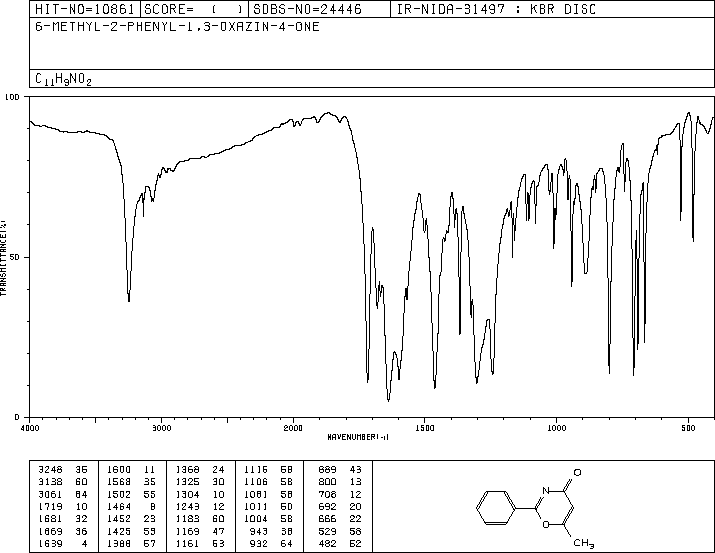 HIT-NO=10861 SCORE= ( ) SDBS-NO=24446 IR-NIDA-31497 : KBR DISC
6-METHYL-2-PHENYL-1,3-OXAZIN-4-ONE
C11H9NO2
100
50
0
TRANSMITTANCE(%)
4000 3000 2000 1500 1000 500
WAVENUMBER(-1)
3248 35 1600 11 1368 24 1115 58 889 43
3138 60 1568 35 1325 30 1106 58 800 13
3061 64 1502 55 1304 10 1081 58 708 12
1719 10 1464 8 1243 12 1011 50 692 20
1681 32 1452 23 1183 60 1004 58 666 22
1669 36 1425 55 1169 47 943 38 529 58
1639 4 1388 57 1161 53 932 64 482 52
O
N
O
CH3